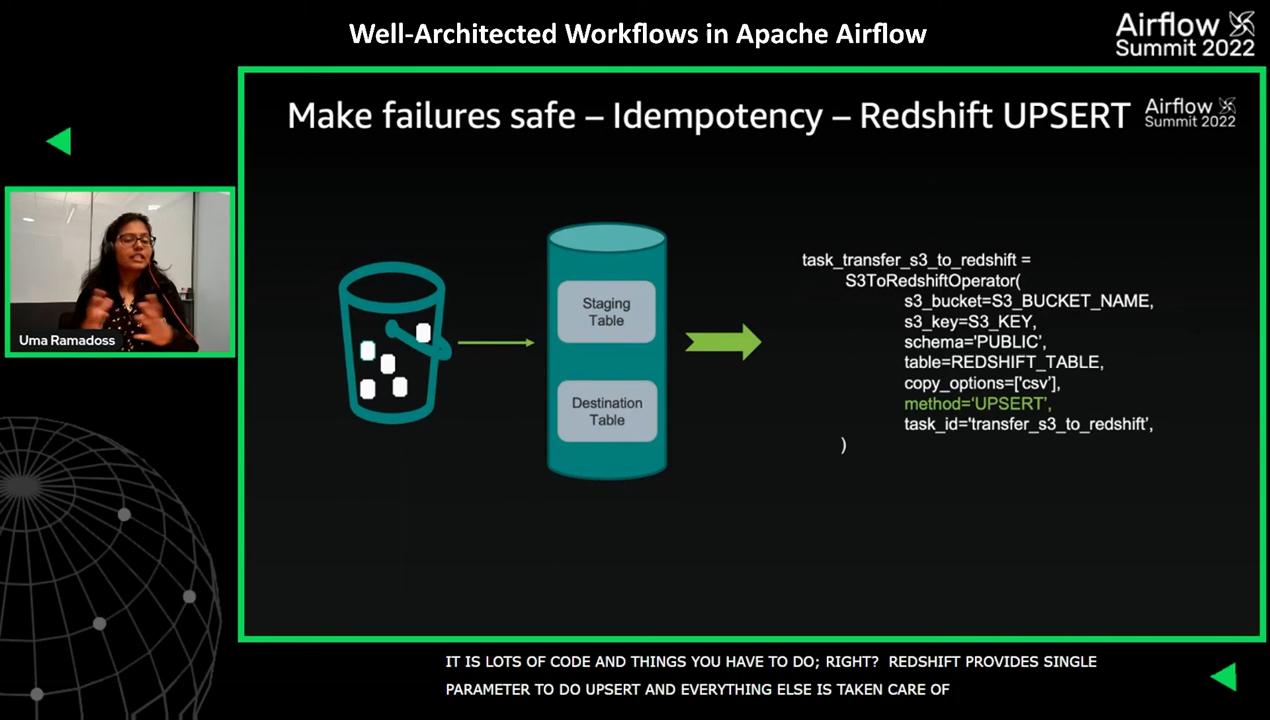 Well-Architected Workflows in Apache Airflow
Airflow
Summit 2022
Make failures safe – Idempotency – Redshift UPSERT
Airflow
Summit 2022
Uma Ramadoss
Staging
Table
Destination
Table
task_transfer_s3_to_redshift =
S3ToRedshiftOperator(
s3_bucket=S3_BUCKET_NAME,
s3_key=S3_KEY,
schema='PUBLIC',
table=REDSHIFT_TABLE,
copy_options=['csv'],
method='UPSERT',
task_id='transfer_s3_to_redshift',
)
IT IS LOTS OF CODE AND THINGS YOU HAVE TO DO; RIGHT?  REDSHIFT PROVIDES SINGLE
PARAMETER TO DO UPSERT AND EVERYTHING ELSE IS TAKEN CARE OF